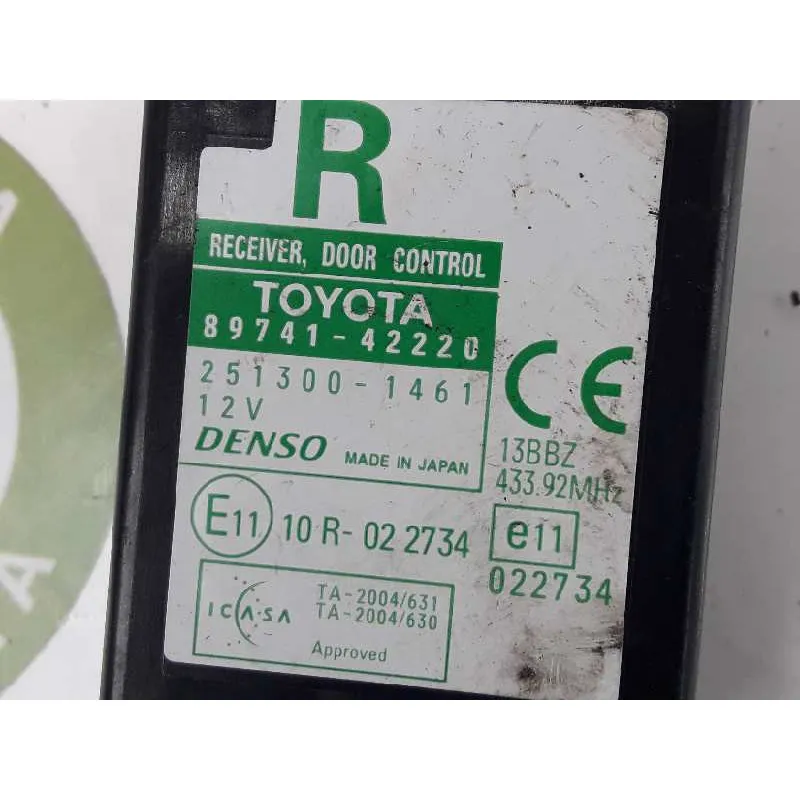 R
RECEIVER, DOOR CONTROL
TOYOTA
89741-42220
251300-1461
12V
DENSO MADE IN JAPAN
CE
13BBZ
433.92MHz
E11 10 R- 02 2734
e11
022734
ICASA
TA-2004/631
TA-2004/630
Approved
A